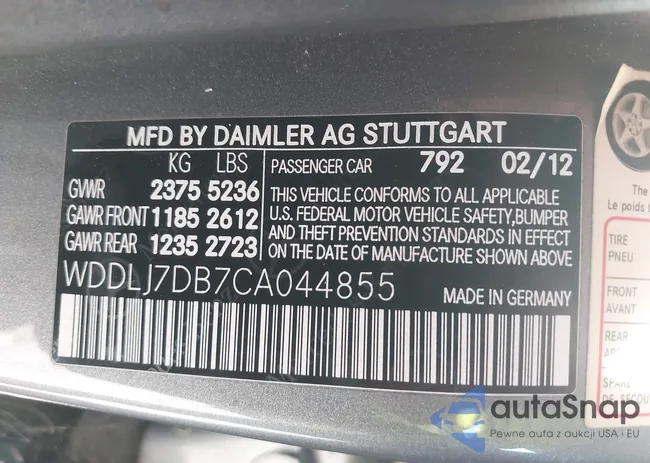 MFD BY DAIMLER AG STUTTGART
KG LBS
GVWR 2375 5236
GAWR FRONT 1185 2612
GAWR REAR 1235 2723
PASSENGER CAR 792 02/12
THIS VEHICLE CONFORMS TO ALL APPLICABLE
U.S. FEDERAL MOTOR VEHICLE SAFETY,BUMPER
AND THEFT PREVENTION STANDARDS IN EFFECT
ON DATE OF MANUFACTURE SHOWN ABOVE
WDDLJ7DB7CA044855
MADE IN GERMANY
The
Le poids
TIRE
PNEU
FRONT
AVANT
REAR
DE SECOU
autaSnap
Pewne auta z aukcji USA i EU